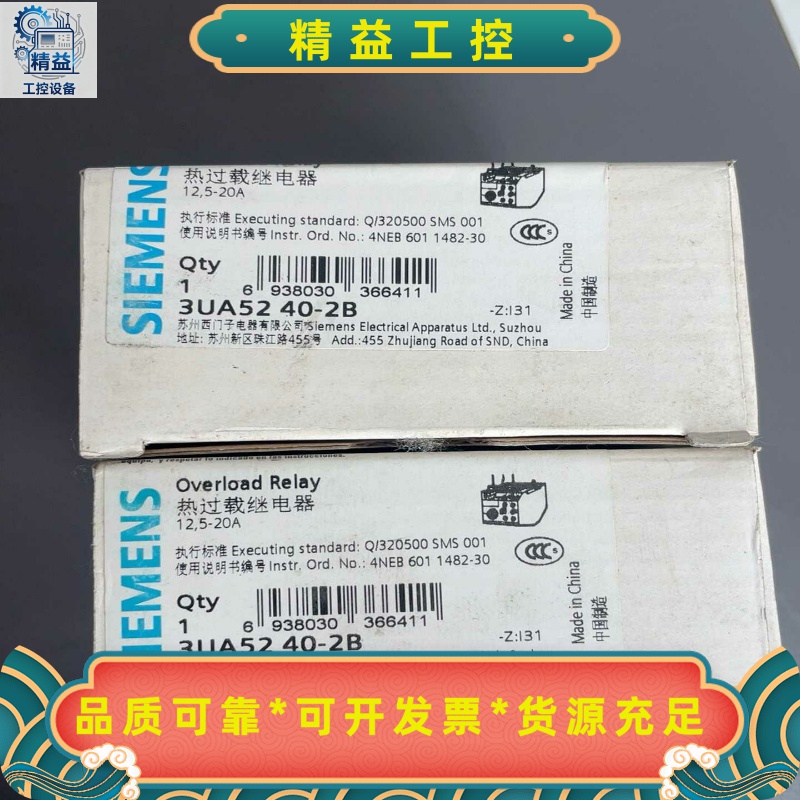 精益工控
精益
工控设备
SIEMENS
热过载继电器
12,5-20A
执行标准 Executing standard: Q/320500 SMS 001
使用说明书编号 Instr. Ord. No.: 4NEB 601 1482-30
CCC S
Qty
1
6 938030 366411
3UA52 40-2B
-Z:I31
苏州西门子电器有限公司/Siemens Electrical Apparatus Ltd., Suzhou
地址: 苏州新区珠江路455号 Add.:455 Zhujiang Road of SND, China
Made in China
中国制造
Overload Relay
热过载继电器
12,5-20A
执行标准 Executing standard: Q/320500 SMS 001
使用说明书编号 Instr. Ord. No.: 4NEB 601 1482-30
CCC S
SIEMENS
Qty
1
6 938030 366411
3UA52 40-2B
-Z:I31
Made in China
中国制造
品质可靠*可开发票*货源充足